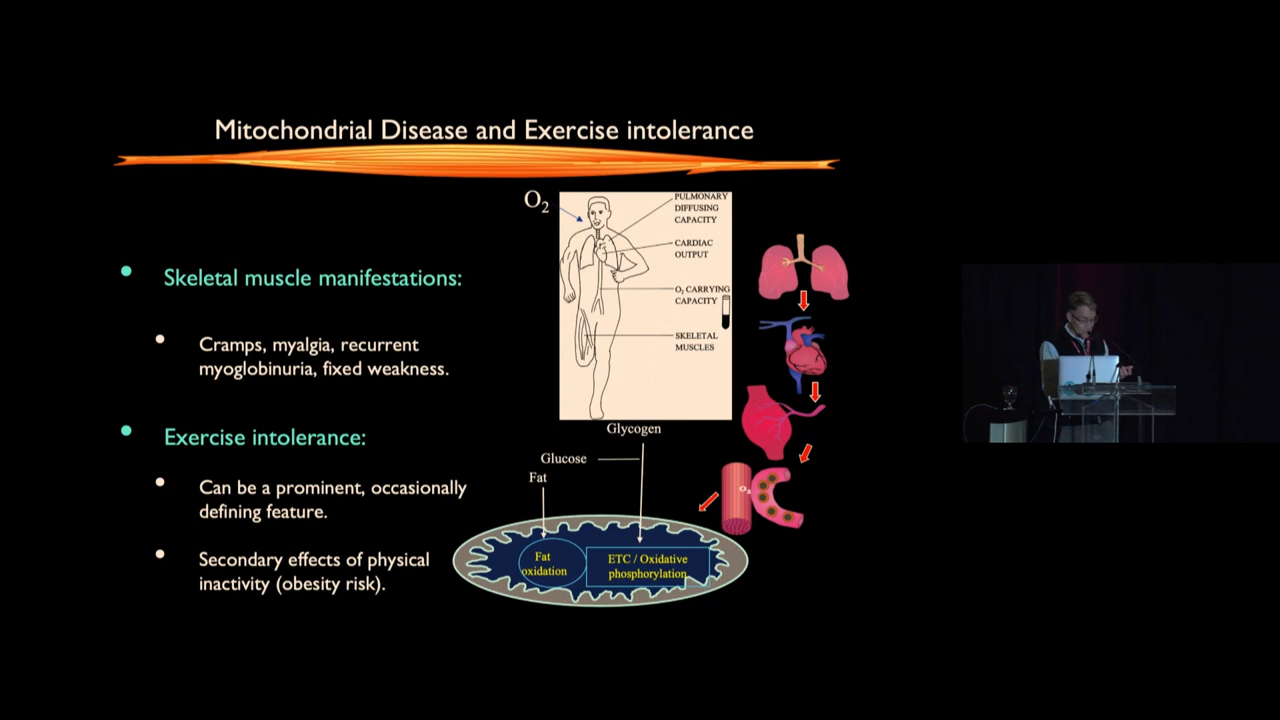 Mitochondrial Disease and Exercise intolerance
Skeletal muscle manifestations:
Cramps, myalgia, recurrent
myoglobinuria, fixed weakness.
Exercise intolerance:
Can be a prominent, occasionally
defining feature.
Secondary effects of physical
inactivity (obesity risk).
O2
PULMONARY
DIFFUSING
CAPACITY
CARDIAC
OUTPUT
O2 CARRYING
CAPACITY
SKELETAL
MUSCLES
Glycogen
Glucose
Fat
Fat
oxidation
ETC / Oxidative
phosphorylation